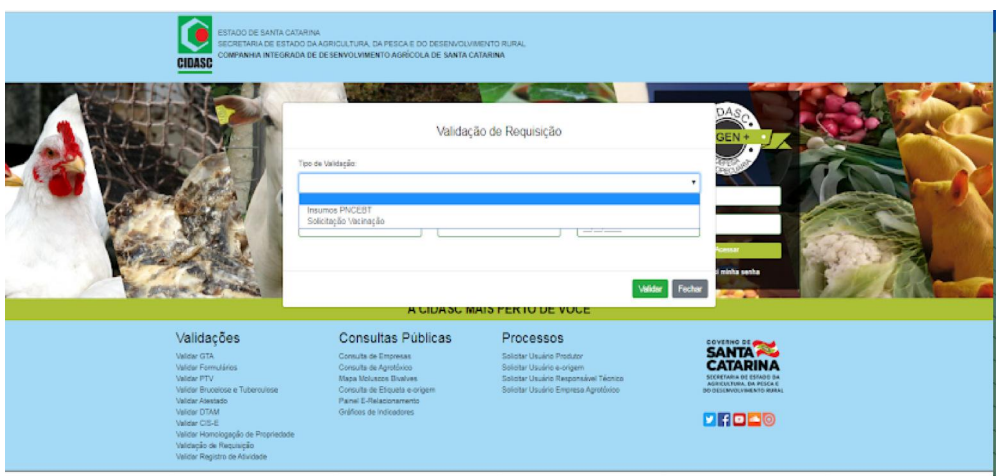 ESTADO DE SANTA CATARINA
SECRETARIA DE ESTADO DA AGRICULTURA, DA PESCA E DO DESENVOLVIMENTO RURAL
COMPANHIA INTEGRADA DE DESENVOLVIMENTO AGRÍCOLA DE SANTA CATARINA
CIDASC
Validação de Requisição
Tipo de Validação:
Insumos PNCEBT
Solicitação Vacinação
GEN +
Acessar
minha senha
Validar Fechar
A CIDASC MAIS PERTO DE VOCÊ
Validações
Validar GTA
Validar Formulários
Validar PTV
Validar Brucelose e Tuberculose
Validar Atestado
Validar DTAM
Validar CIS-E
Validar Homologação de Propriedade
Validação de Requisição
Validar Registro de Atividade
Consultas Públicas
Consulta de Empresas
Consulta de Agrotóxico
Mapa Moluscos Bivalves
Consulta de Etiqueta e-origem
Painel E-Relacionamento
Gráficos de Indicadores
Processos
Solicitar Usuário Produtor
Solicitar Usuário e-origem
Solicitar Usuário Responsável Técnico
Solicitar Usuário Empresa Agrotóxico
GOVERNO DE
SANTA
CATARINA
SECRETARIA DE ESTADO DA
AGRICULTURA, DA PESCA E
DO DESENVOLVIMENTO RURAL